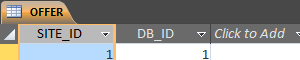 OFFER
SITE_ID DB_ID Click to Add
1 1